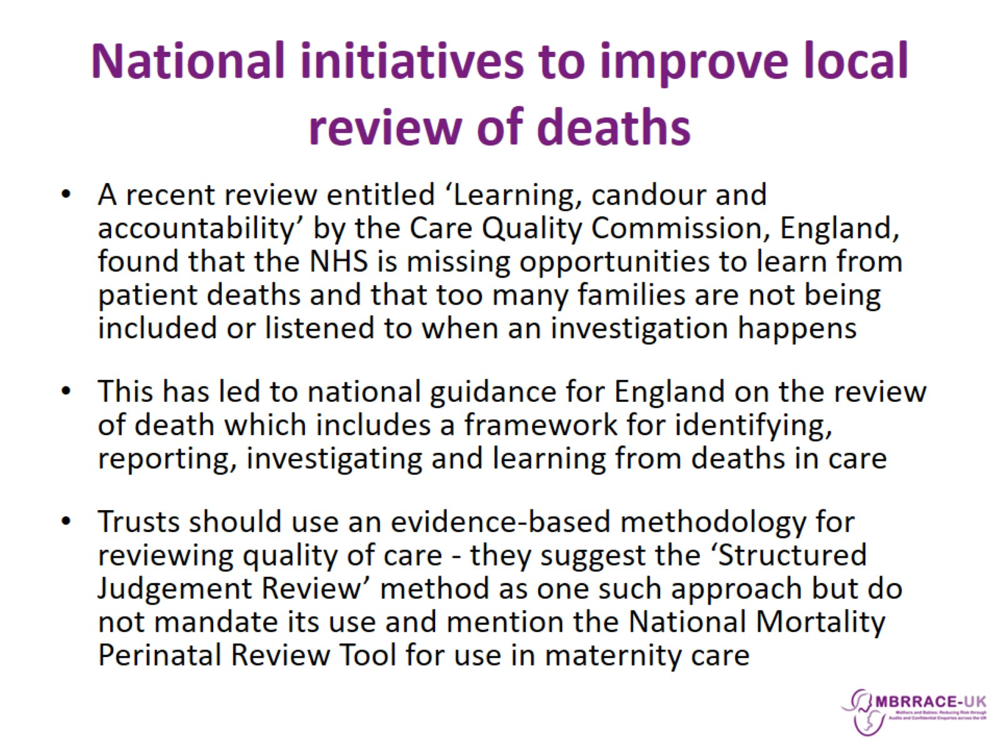 National initiatives to improve local
review of deaths
• A recent review entitled ‘Learning, candour and
accountability’ by the Care Quality Commission, England,
found that the NHS is missing opportunities to learn from
patient deaths and that too many families are not being
included or listened to when an investigation happens
• This has led to national guidance for England on the review
of death which includes a framework for identifying,
reporting, investigating and learning from deaths in care
• Trusts should use an evidence-based methodology for
reviewing quality of care - they suggest the ‘Structured
Judgement Review’ method as one such approach but do
not mandate its use and mention the National Mortality
Perinatal Review Tool for use in maternity care
MBRRACE-UK
Mothers and Babies: Reducing Risk through
Audits and Confidential Enquiries across the UK